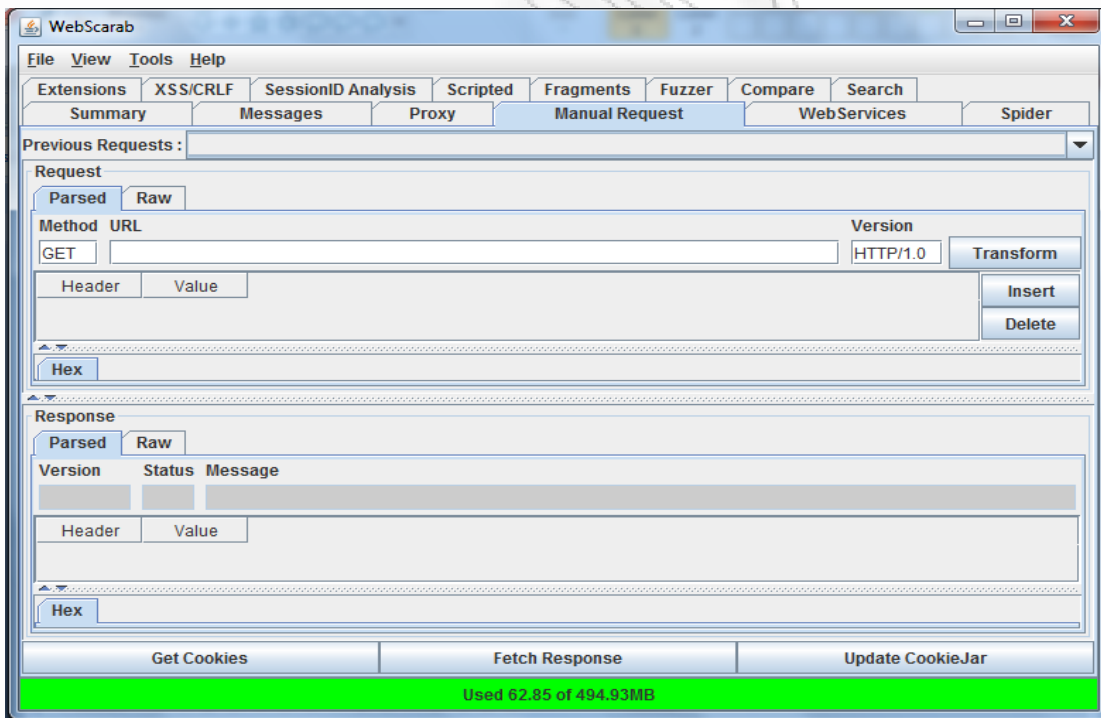 WebScarab
File View Tools Help
Extensions XSS/CRLF SessionID Analysis Scripted Fragments Fuzzer Compare Search
Summary Messages Proxy Manual Request WebServices Spider
Previous Requests :
Request
Parsed Raw
Method URL Version
GET HTTP/1.0 Transform
Header Value Insert
Delete
Hex
Response
Parsed Raw
Version Status Message
Header Value
Hex
Get Cookies Fetch Response Update CookieJar
Used 62.85 of 494.93MB